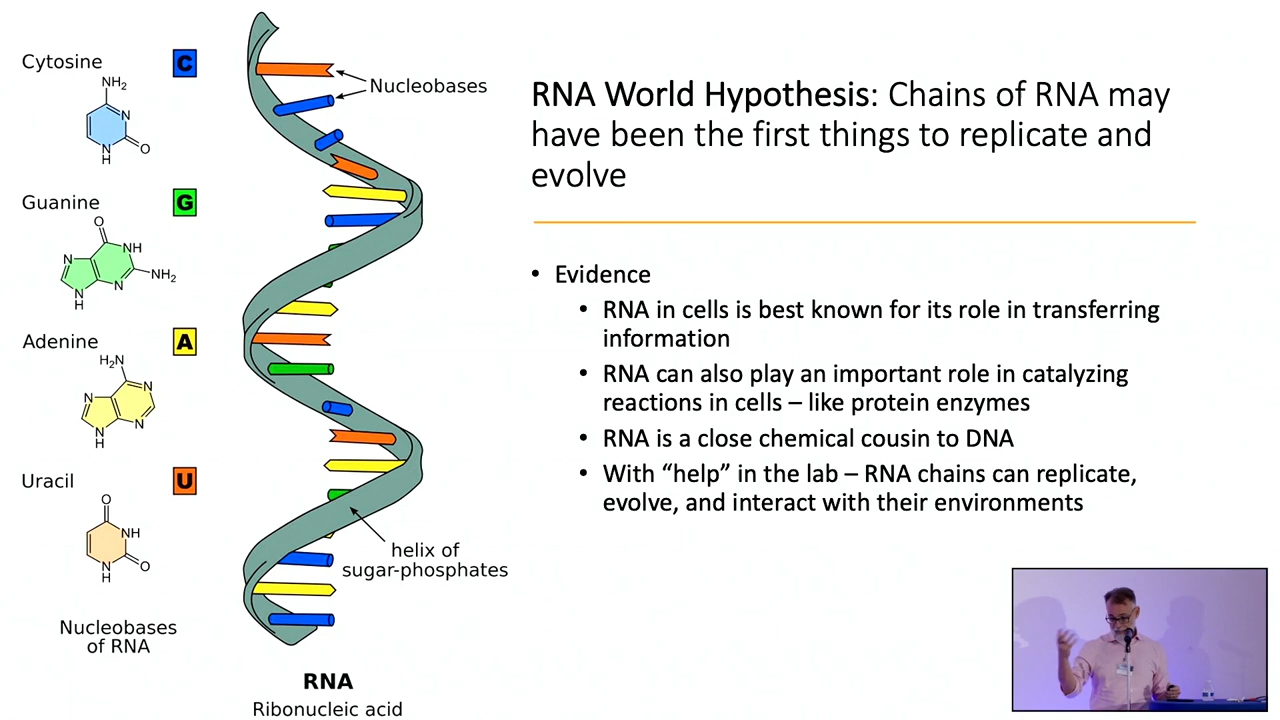 Cytosine
C
NH2
N
N
H
O
Guanine
G
O
N
NH
N
H
N
NH2
Adenine
A
H2N
N
N
N
H
N
Uracil
U
O
NH
N
H
O
Nucleobases
of RNA
Nucleobases
helix of
sugar-phosphates
RNA
Ribonucleic acid
RNA World Hypothesis: Chains of RNA may
have been the first things to replicate and
evolve
• Evidence
• RNA in cells is best known for its role in transferring
information
• RNA can also play an important role in catalyzing
reactions in cells – like protein enzymes
• RNA is a close chemical cousin to DNA
• With “help” in the lab – RNA chains can replicate,
evolve, and interact with their environments